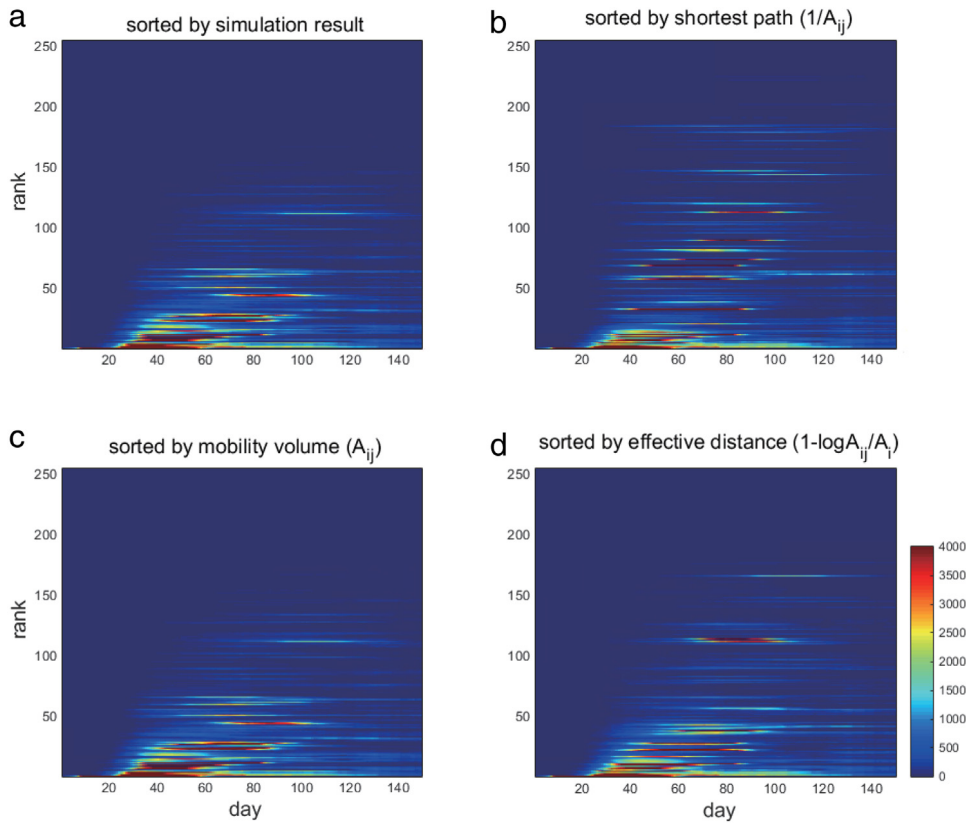 a
sorted by simulation result
250
200
150
100
50
rank
20 40 60 80 100 120 140
b
sorted by shortest path (1/Aij)
250
200
150
100
50
20 40 60 80 100 120 140
c
sorted by mobility volume (Aij)
250
200
150
100
50
rank
20 40 60 80 100 120 140
day
d
sorted by effective distance (1-logAij/Ai)
250
200
150
100
50
20 40 60 80 100 120 140
day
4000
3500
3000
2500
2000
1500
1000
500
0